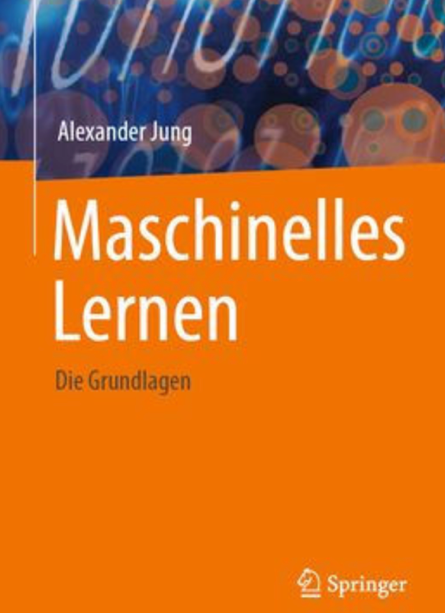 Alexander Jung
Maschinelles
Lernen
Die Grundlagen
Springer